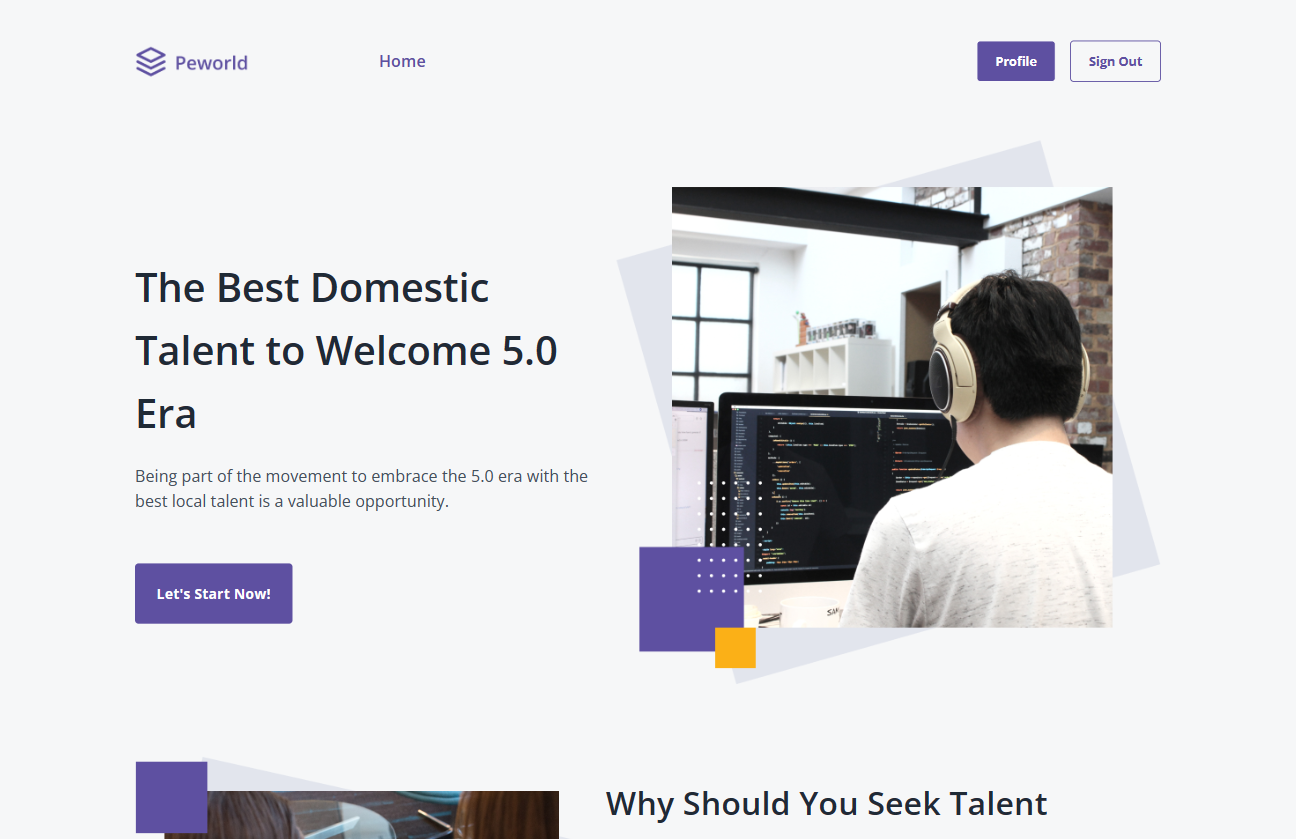 Peworld
Home
Profile
Sign Out
The Best Domestic
Talent to Welcome 5.0
Era
Being part of the movement to embrace the 5.0 era with the
best local talent is a valuable opportunity.
Let's Start Now!
Why Should You Seek Talent